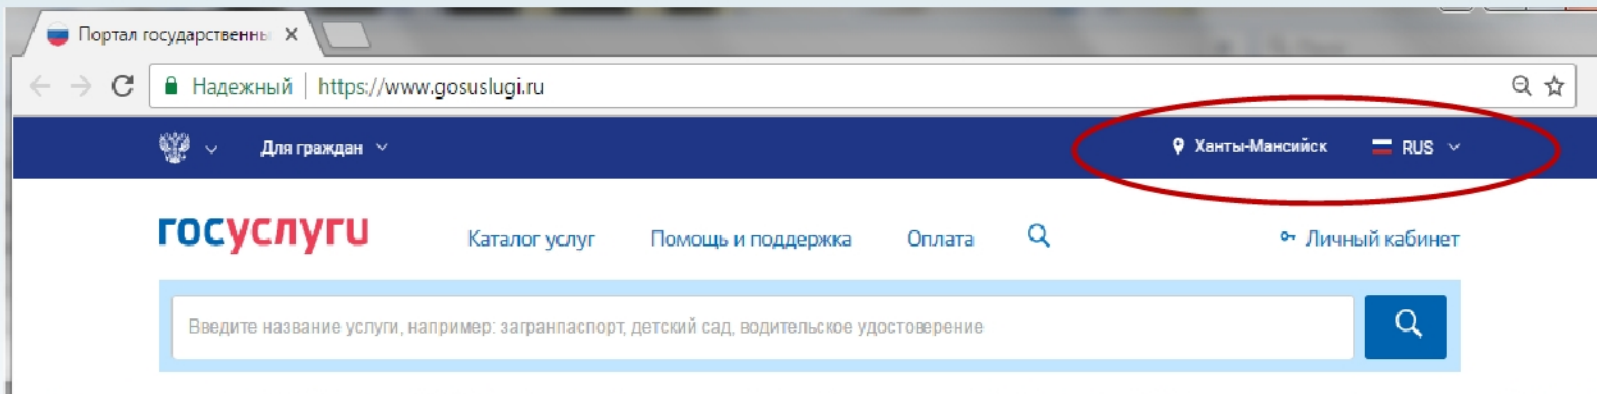 Портал государственны
Надежный https://www.gosuslugi.ru
Для граждан Ханты-Мансийск RUS
госуслуги Каталог услуг Помощь и поддержка Оплата Личный кабинет
Введите название услуги, например: загранпаспорт, детский сад, водительское удостоверение